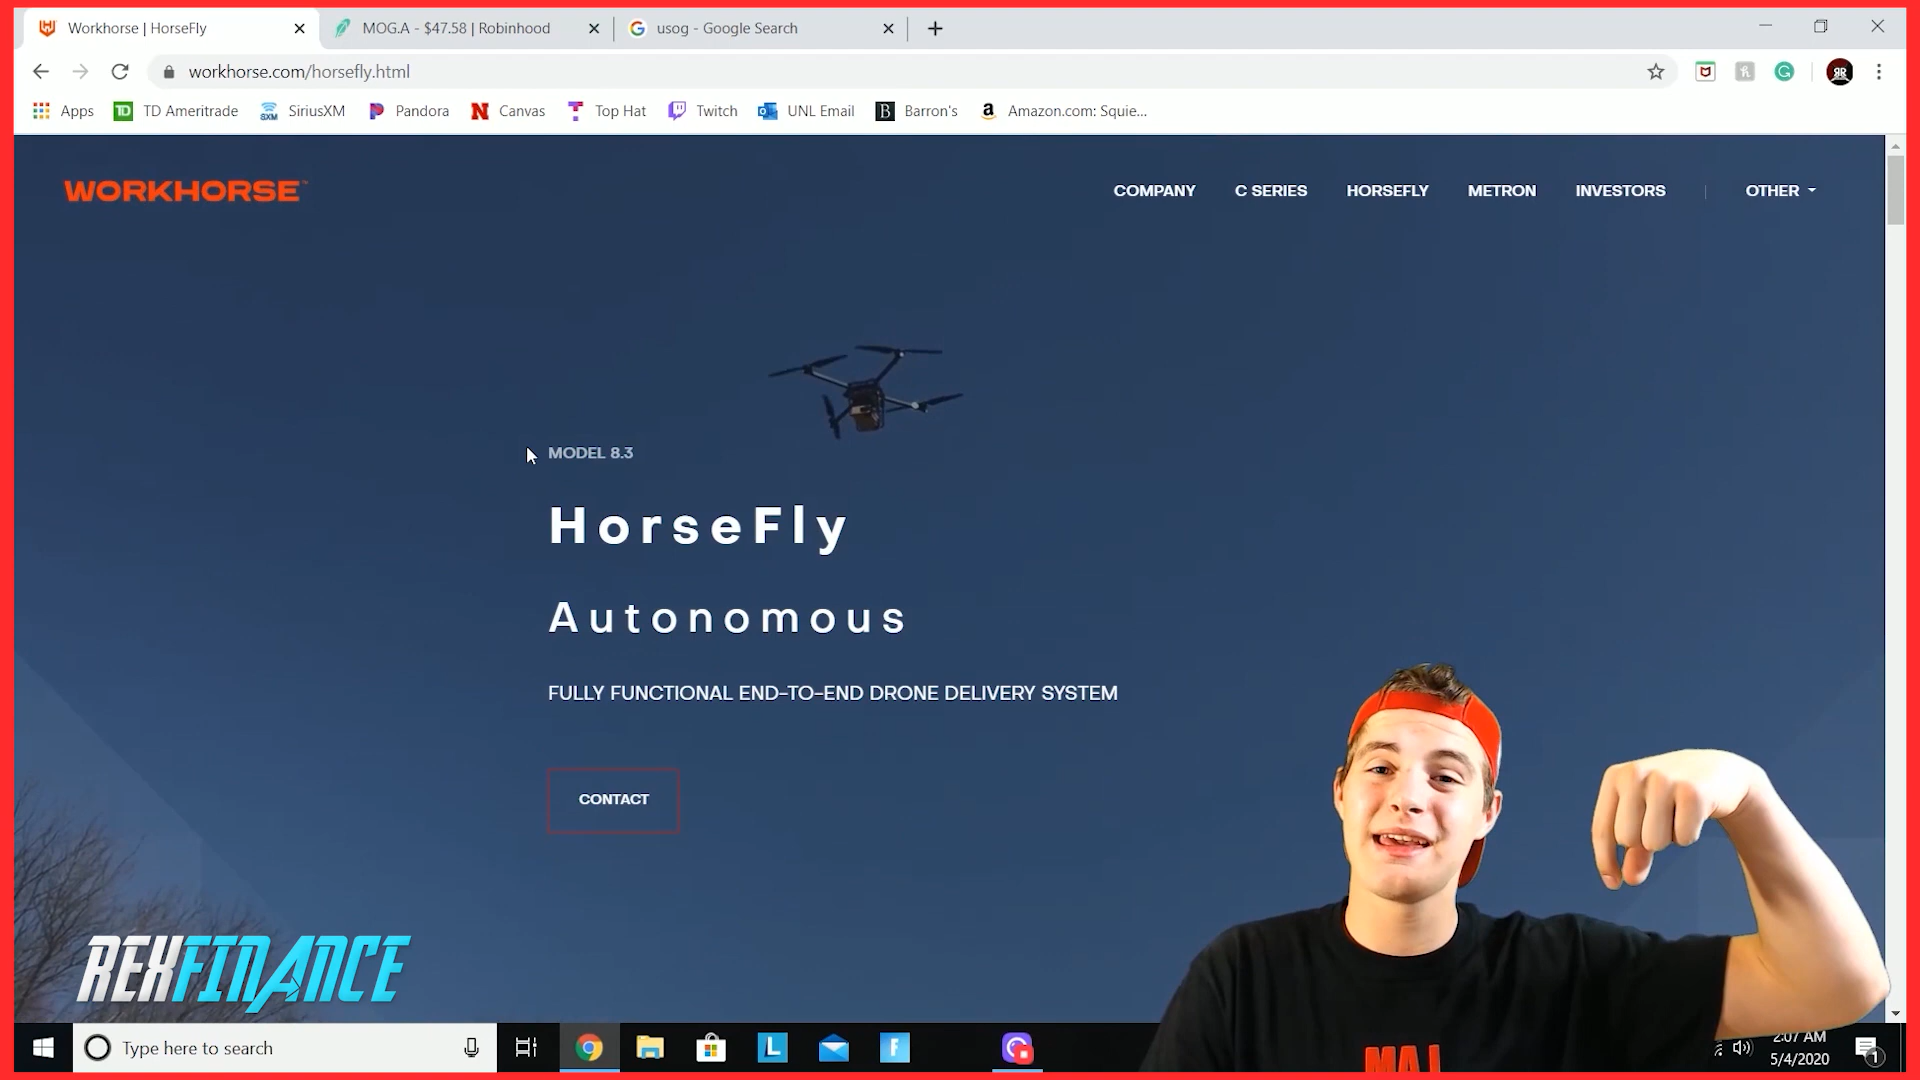 Workhorse | HorseFly
MOG.A - $47.58 | Robinhood
usog - Google Search
workhorse.com/horsefly.html
Apps
TD Ameritrade
SiriusXM
Pandora
Canvas
Top Hat
Twitch
UNL Email
Barron's
Amazon.com: Squie...
WORKHORSE
COMPANY
C SERIES
HORSEFLY
METRON
INVESTORS
OTHER
MODEL 8.3
HorseFly
Autonomous
FULLY FUNCTIONAL END-TO-END DRONE DELIVERY SYSTEM
CONTACT
REXFINANCE
Type here to search
2:07 AM
5/4/2020